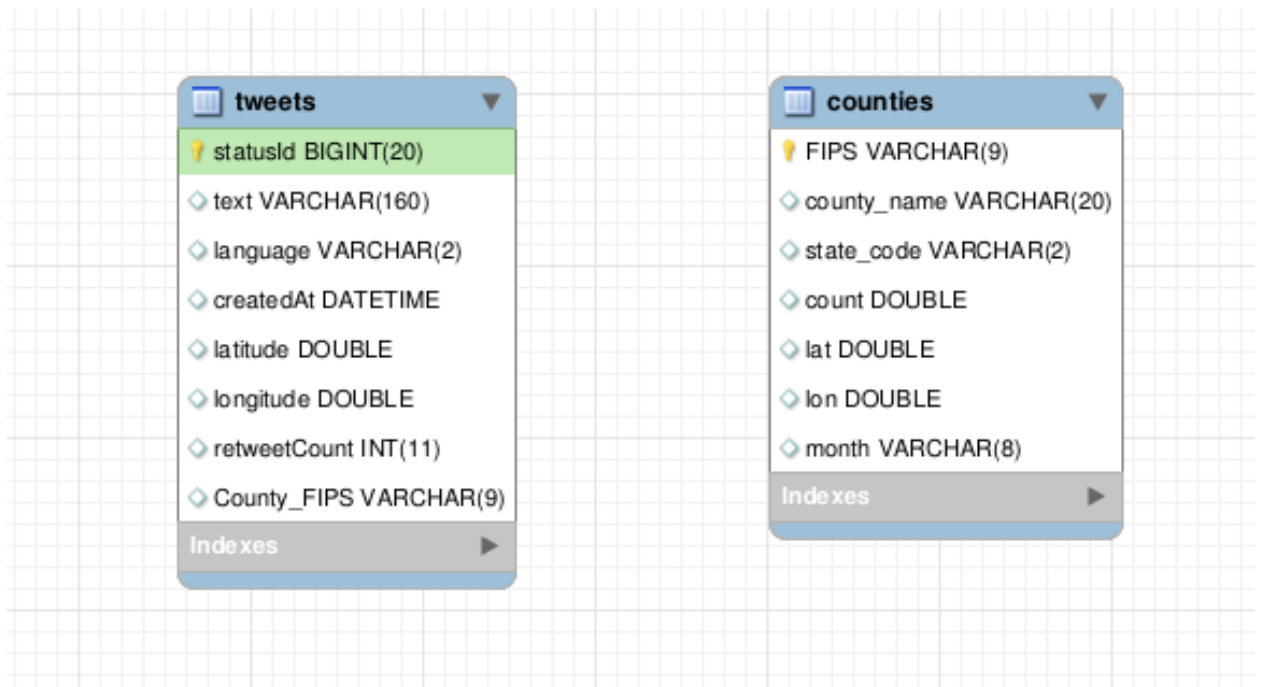 tweets
statusId BIGINT(20)
text VARCHAR(160)
language VARCHAR(2)
createdAt DATETIME
latitude DOUBLE
longitude DOUBLE
retweetCount INT(11)
County_FIPS VARCHAR(9)
Indexes
counties
FIPS VARCHAR(9)
county_name VARCHAR(20)
state_code VARCHAR(2)
count DOUBLE
lat DOUBLE
lon DOUBLE
month VARCHAR(8)
Indexes